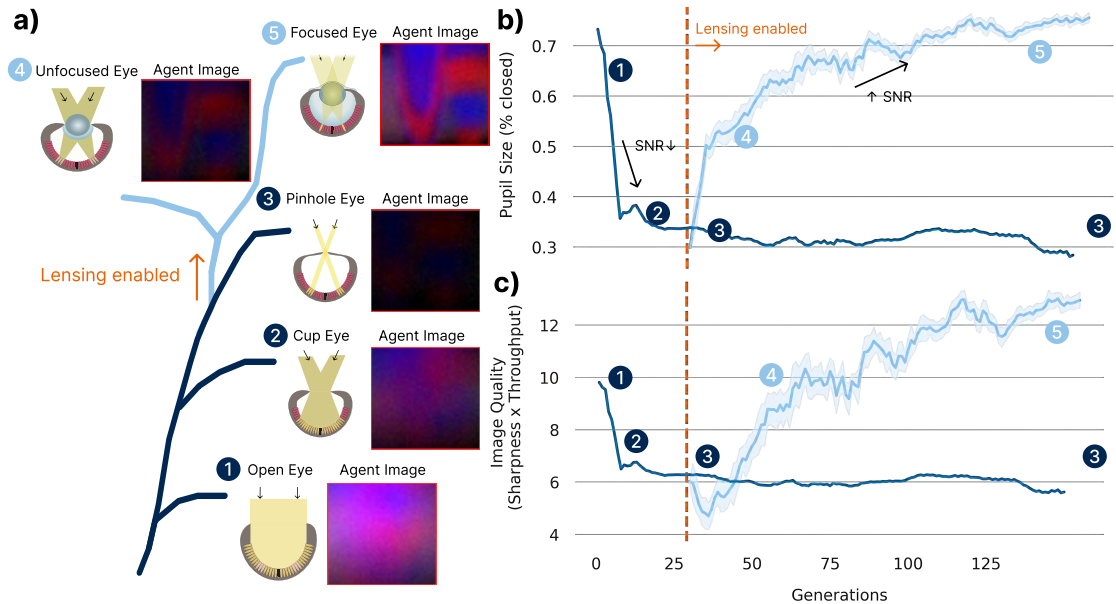 a)
5 Focused Eye
Agent Image
4 Unfocused Eye
Agent Image
3
Pinhole Eye
Agent Image
Lensing enabled
2
Cup Eye
Agent Image
1
Open Eye
Agent Image
b)
Lensing enabled
Pupil Size (% closed)
0.7
0.6
0.5
0.4
0.3
1
SNR↓
2
3
4
↑ SNR
5
3
c)
Image Quality
(Sharpness x Throughput)
12
10
8
6
4
1
2
3
4
5
3
0 25 50 75 100 125
Generations